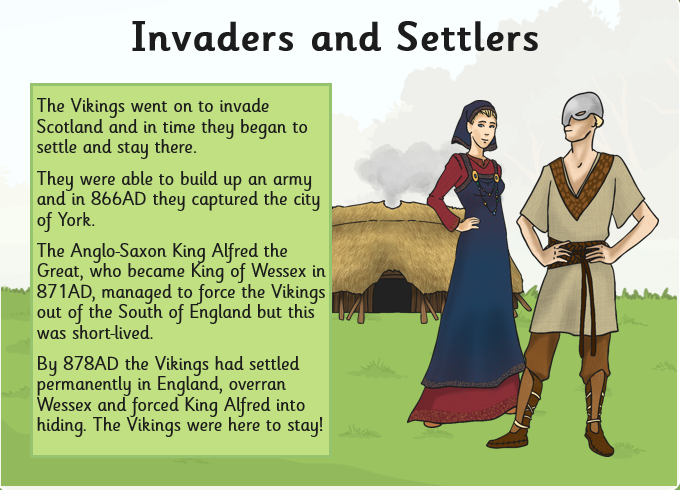 Invaders and Settlers
The Vikings went on to invade
Scotland and in time they began to
settle and stay there.
They were able to build up an army
and in 866AD they captured the city
of York.
The Anglo-Saxon King Alfred the
Great, who became King of Wessex in
871AD, managed to force the Vikings
out of the South of England but this
was short-lived.
By 878AD the Vikings had settled
permanently in England, overran
Wessex and forced King Alfred into
hiding. The Vikings were here to stay!